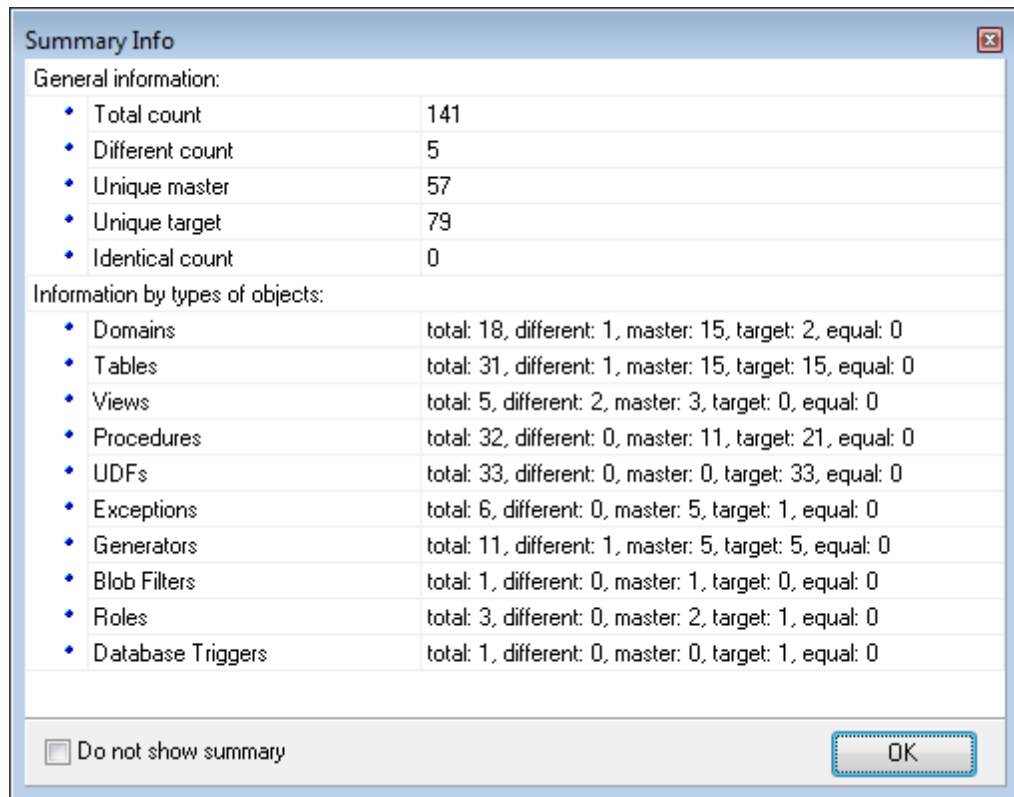 Summary Info
General information:
Total count 141
Different count 5
Unique master 57
Unique target 79
Identical count 0
Information by types of objects:
Domains total: 18, different: 1, master: 15, target: 2, equal: 0
Tables total: 31, different: 1, master: 15, target: 15, equal: 0
Views total: 5, different: 2, master: 3, target: 0, equal: 0
Procedures total: 32, different: 0, master: 11, target: 21, equal: 0
UDFs total: 33, different: 0, master: 0, target: 33, equal: 0
Exceptions total: 6, different: 0, master: 5, target: 1, equal: 0
Generators total: 11, different: 1, master: 5, target: 5, equal: 0
Blob Filters total: 1, different: 0, master: 1, target: 0, equal: 0
Roles total: 3, different: 0, master: 2, target: 1, equal: 0
Database Triggers total: 1, different: 0, master: 0, target: 1, equal: 0
Do not show summary OK